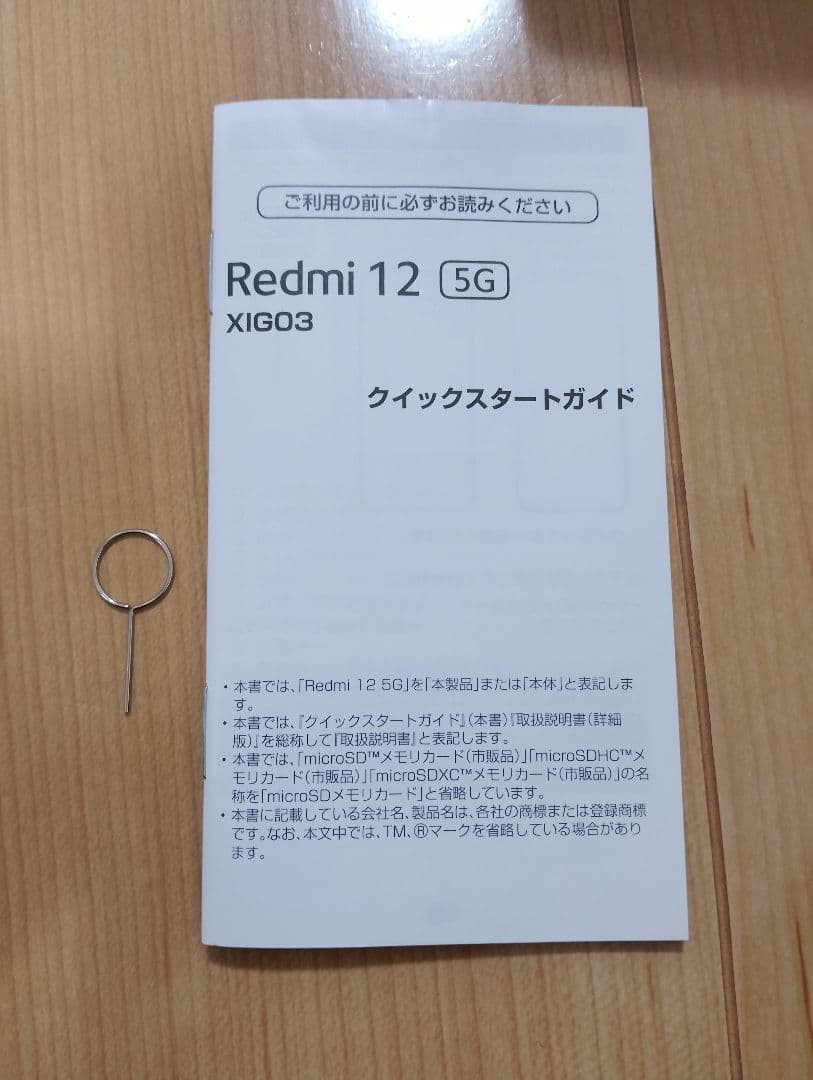 ご利用の前に必ずお読みください
Redmi 12 5G
XIG03
クイックスタートガイド
・本書では、「Redmi 12 5G」を「本製品」または「本体」と表記しま
す。
・本書では、『クイックスタートガイド』(本書)『取扱説明書(詳細
版)』を総称して『取扱説明書』と表記します。
・本書では、「microSD™メモリカード(市販品)」「microSDHC™メ
モリカード(市販品)」「microSDXC™メモリカード(市販品)」の名
称を「microSDメモリカード」と省略しています。
・本書に記載している会社名、製品名は、各社の商標または登録商標
です。なお、本文中では、TM、®マークを省略している場合があり
ます。